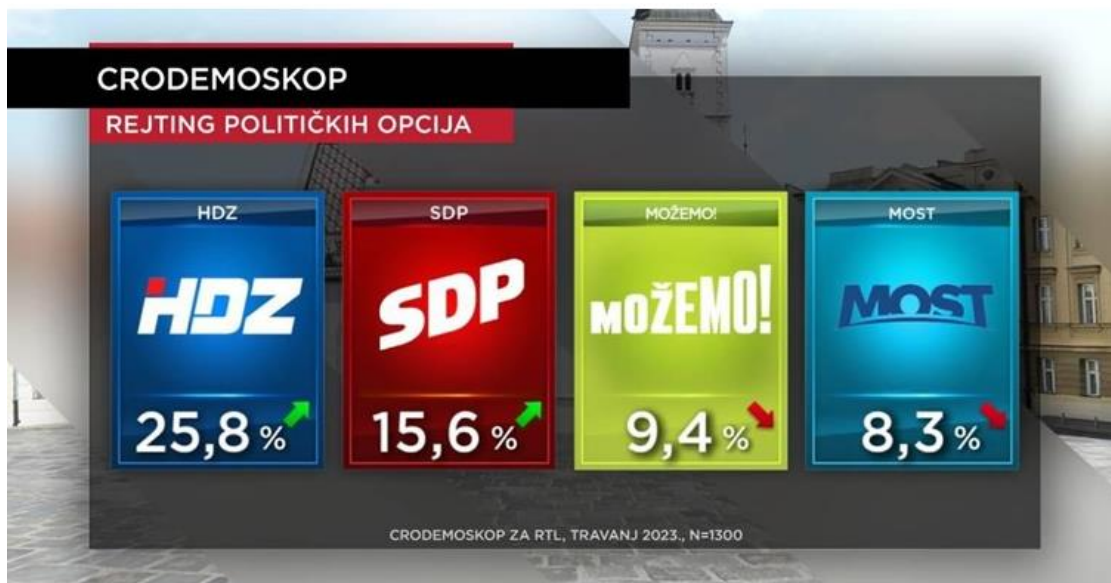 CRODEMOSKOP
REJTING POLITIČKIH OPCIJA
HDZ
HDZ
25,8 %
SDP
SDP
15,6 %
MOŽEMO!
MOŽEMO!
9,4 %
MOST
MOST
8,3 %
CRODEMOSKOP ZA RTL, TRAVANJ 2023., N=1300